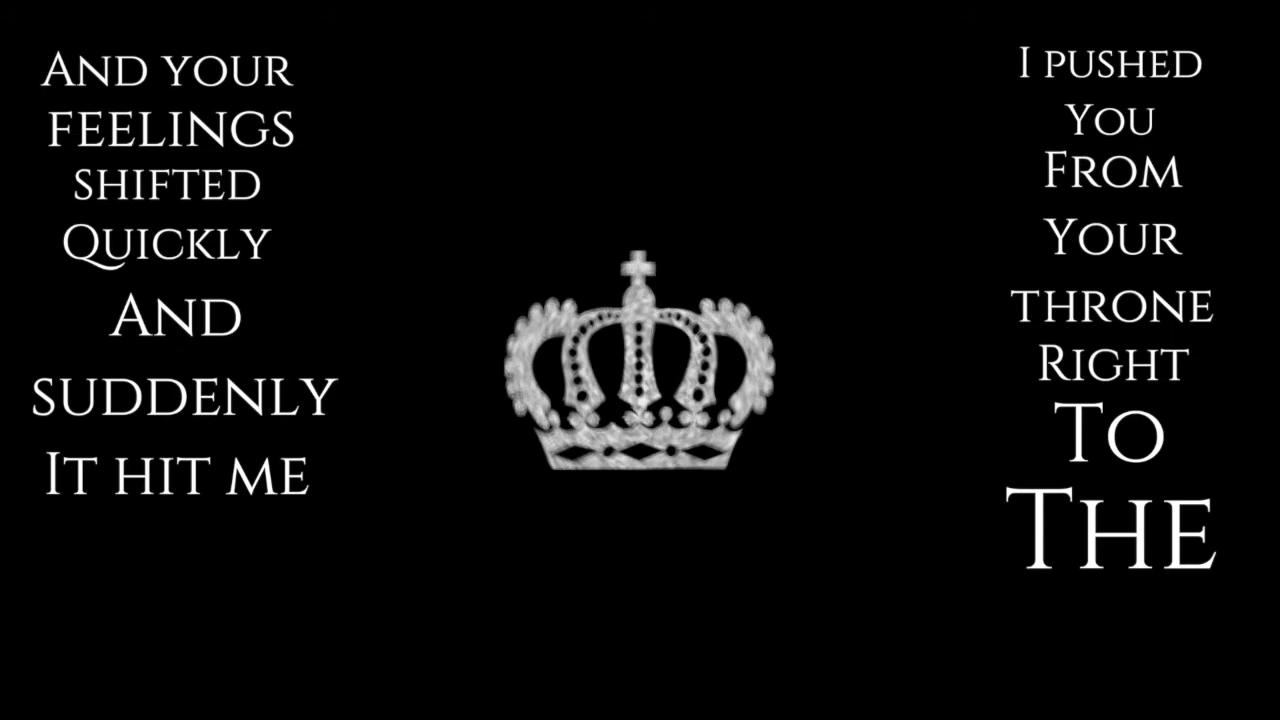 And your
feelings
shifted
Quickly
And
suddenly
It hit me
I pushed
You
From
Your
throne
Right
To
The